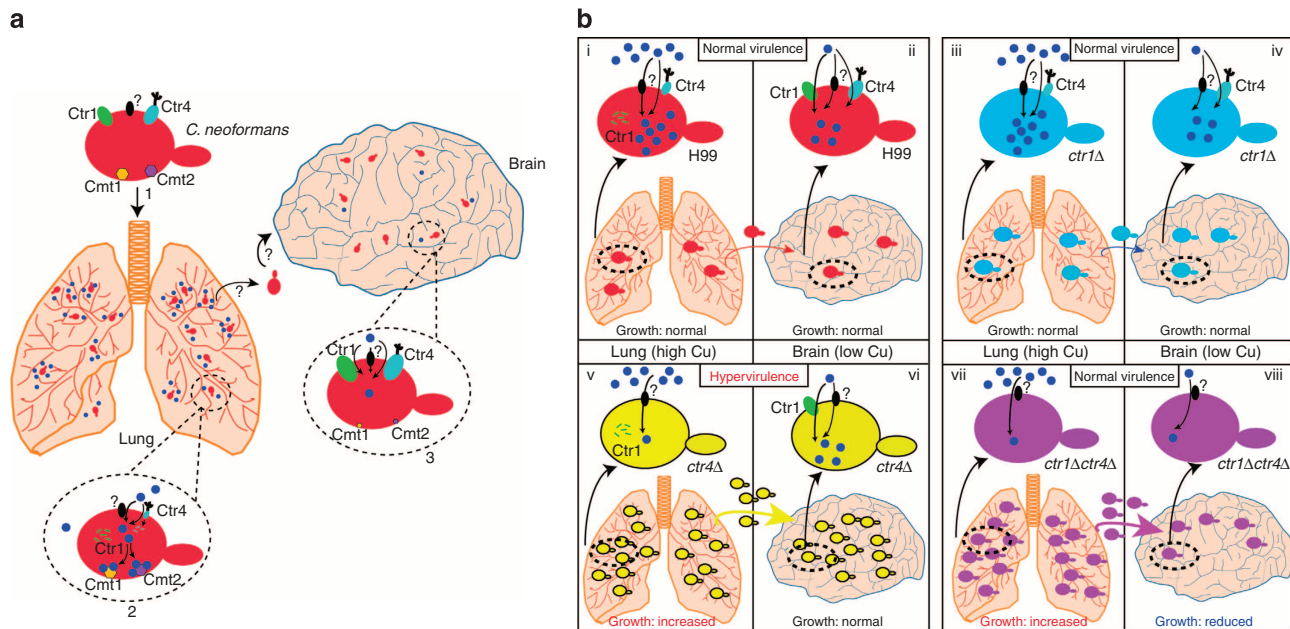 a
?
Ctr1
Ctr4
C. neoformans
Cmt1
Cmt2
1
Brain
?
?
Lung
Ctr1
?
Ctr4
Cmt1
Cmt2
3
?
Ctr4
Ctr1
Cmt1
Cmt2
2
b
i
Normal virulence
ii
?
Ctr4
Ctr1
H99
Ctr1
?
Ctr4
H99
Growth: normal
Growth: normal
iii
Normal virulence
iv
?
Ctr4
ctr1Δ
?
Ctr4
ctr1Δ
Growth: normal
Growth: normal
Lung (high Cu)
Brain (low Cu)
Lung (high Cu)
Brain (low Cu)
v
Hypervirulence
vi
?
Ctr1
ctr4Δ
Ctr1
?
ctr4Δ
Growth: increased
Growth: normal
vii
Normal virulence
viii
?
ctr1Δctr4Δ
?
ctr1Δctr4Δ
Growth: increased
Growth: reduced